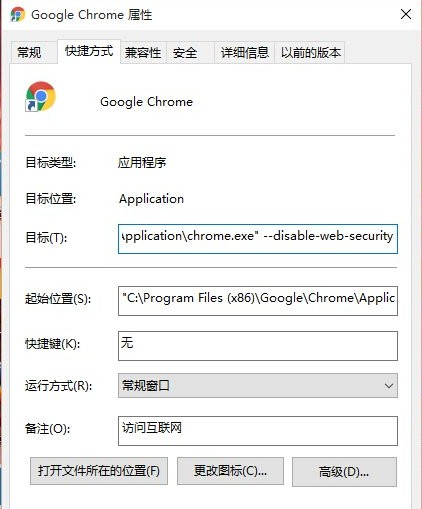 Google Chrome 属性
常规 快捷方式 兼容性 安全 详细信息 以前的版本
Google Chrome
目标类型: 应用程序
目标位置: Application
目标(T): \pplication\chrome.exe" --disable-web-security
起始位置(S): "C:\Program Files (x86)\Google\Chrome\Applic
快捷键(K): 无
运行方式(R): 常规窗口
备注(O): 访问互联网
打开文件所在的位置(F) 更改图标(C)... 高级(D)...